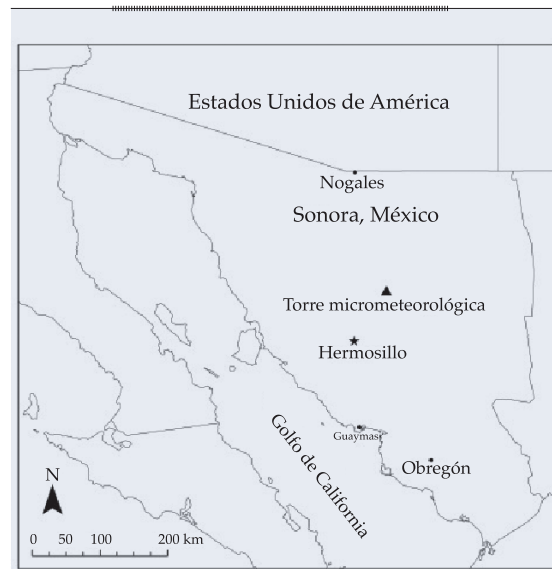 Estados Unidos de América
Nogales
Sonora, México
Torre micrometeorológica
Hermosillo
Guaymas
Golfo de California
Obregón
N
0 50 100 200 km